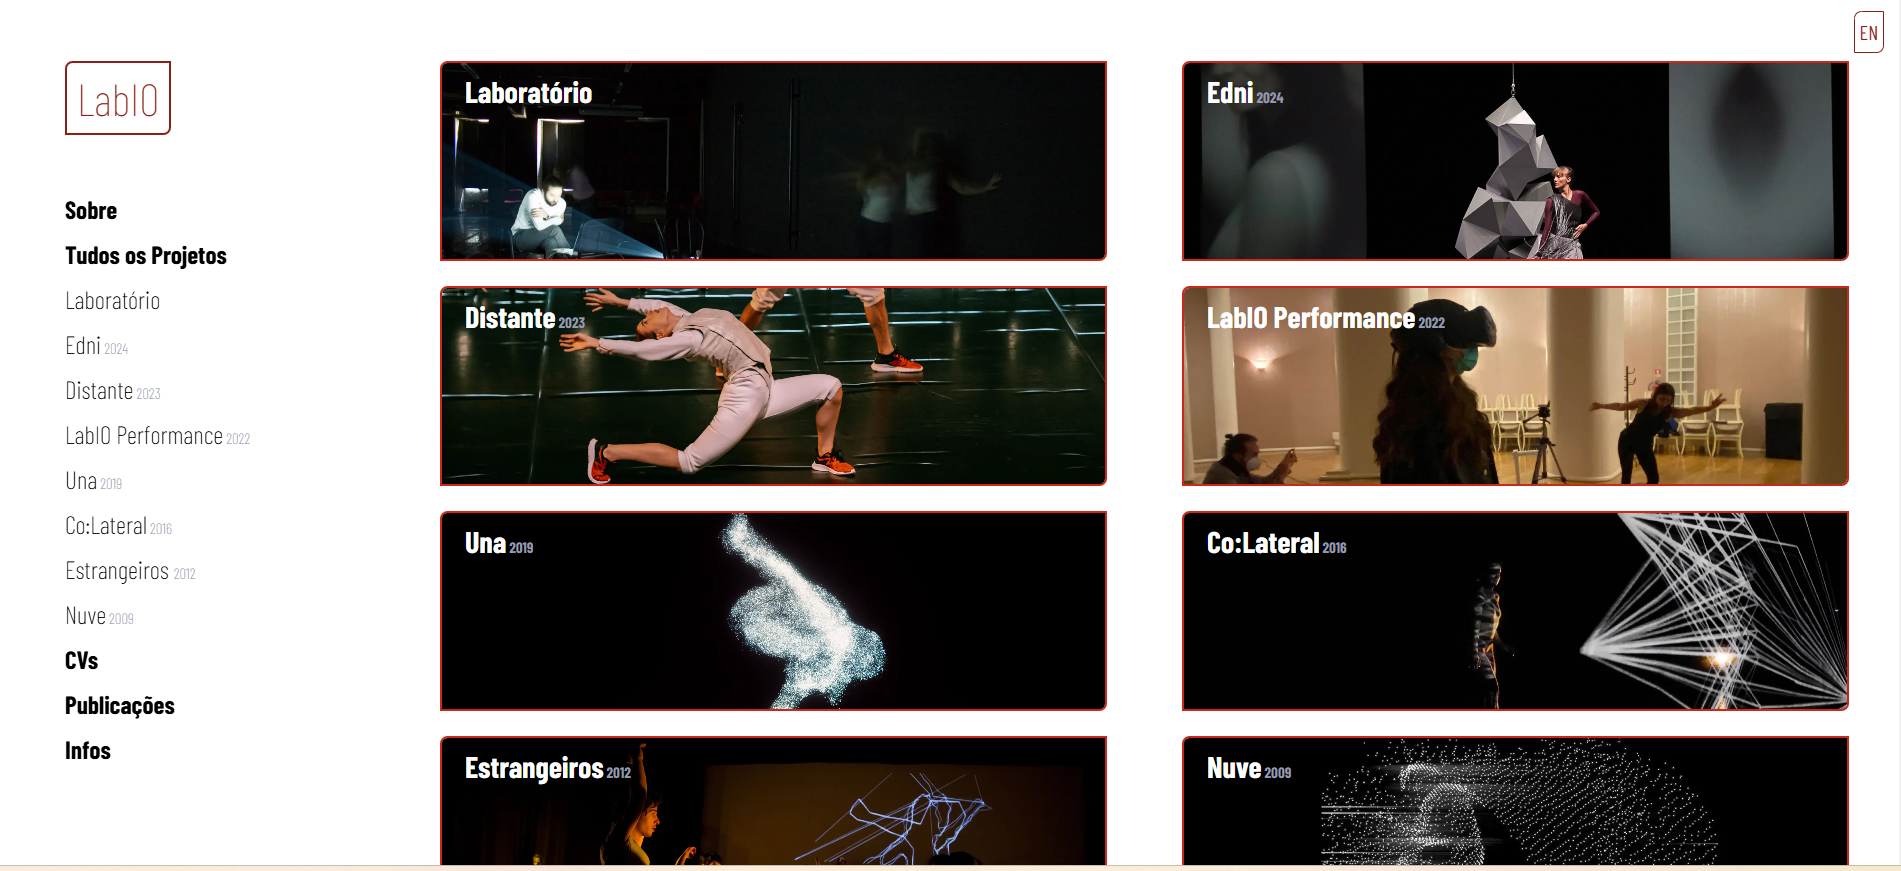 EN
LabIO
Sobre
Tudos os Projetos
Laboratório
Edni 2024
Distante 2023
LabIO Performance 2022
Una 2019
Co:Lateral 2016
Estrangeiros 2012
Nuve 2009
CVs
Publicações
Infos
Laboratório
Edni 2024
Distante 2023
LabIO Performance 2022
Una 2019
Co:Lateral 2016
Estrangeiros 2012
Nuve 2009